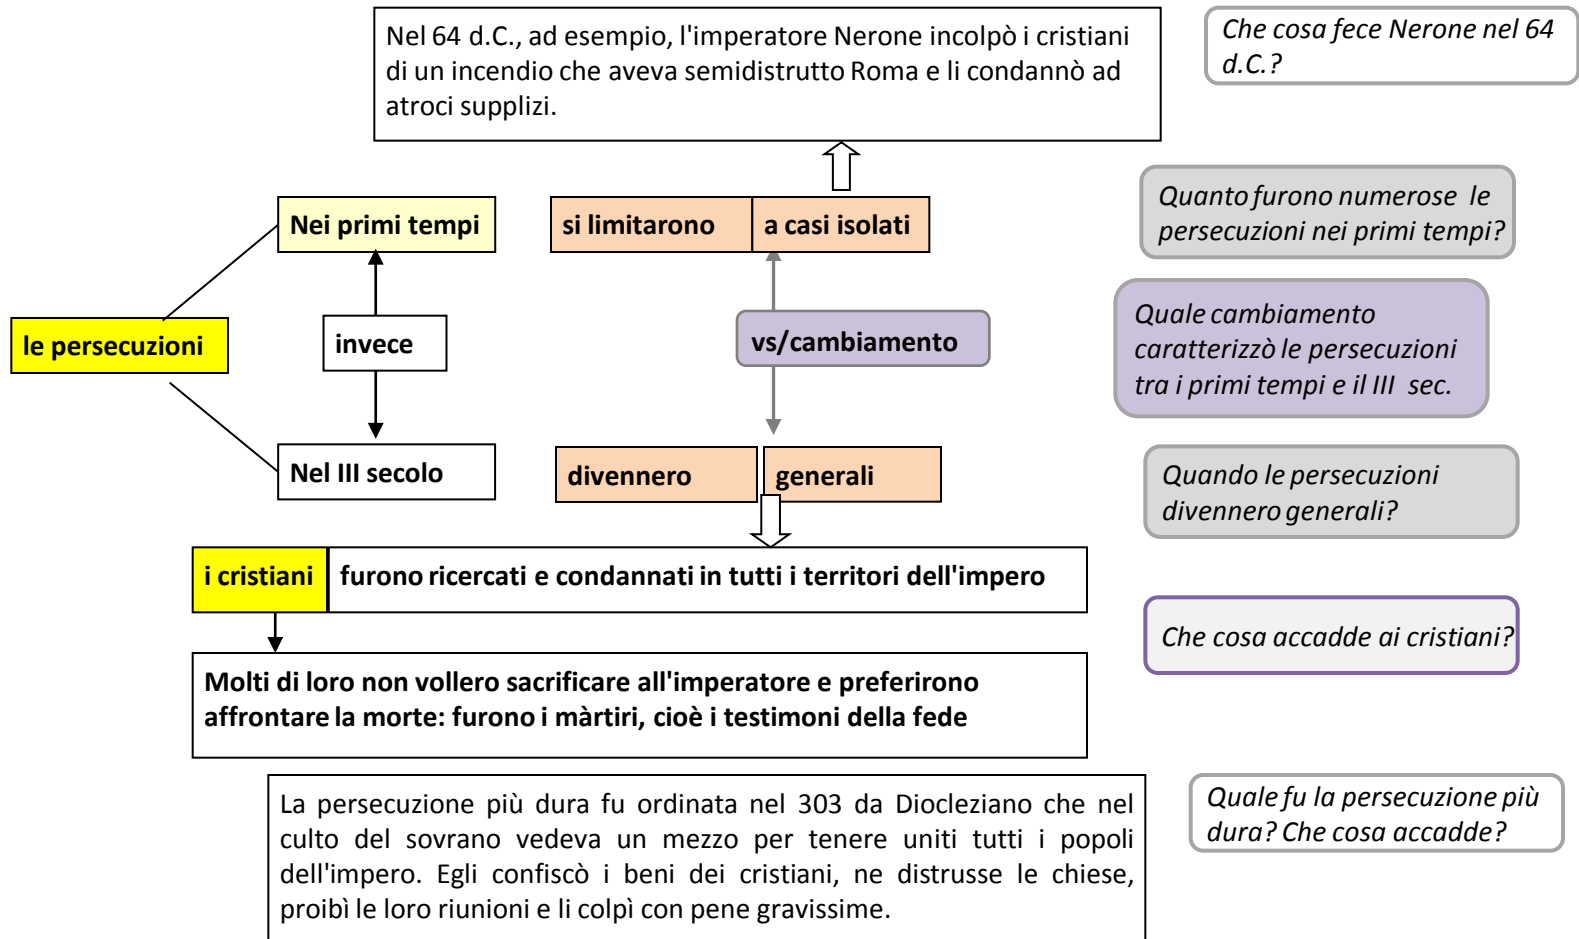 Nel 64 d.C., ad esempio, l'imperatore Nerone incolpò i cristiani
di un incendio che aveva semidistrutto Roma e li condannò ad
atroci supplizi.
Che cosa fece Nerone nel 64
d.C.?
Nei primi tempi
si limitarono
a casi isolati
Quanto furono numerose le
persecuzioni nei primi tempi?
le persecuzioni
invece
vs/cambiamento
Quale cambiamento
caratterizzò le persecuzioni
tra i primi tempi e il III sec.
Nel III secolo
divennero
generali
Quando le persecuzioni
divennero generali?
i cristiani
furono ricercati e condannati in tutti i territori dell'impero
Che cosa accadde ai cristiani?
Molti di loro non vollero sacrificare all'imperatore e preferirono
affrontare la morte: furono i màrtiri, cioè i testimoni della fede
La persecuzione più dura fu ordinata nel 303 da Diocleziano che nel
culto del sovrano vedeva un mezzo per tenere uniti tutti i popoli
dell'impero. Egli confiscò i beni dei cristiani, ne distrusse le chiese,
proibì le loro riunioni e li colpì con pene gravissime.
Quale fu la persecuzione più
dura? Che cosa accadde?